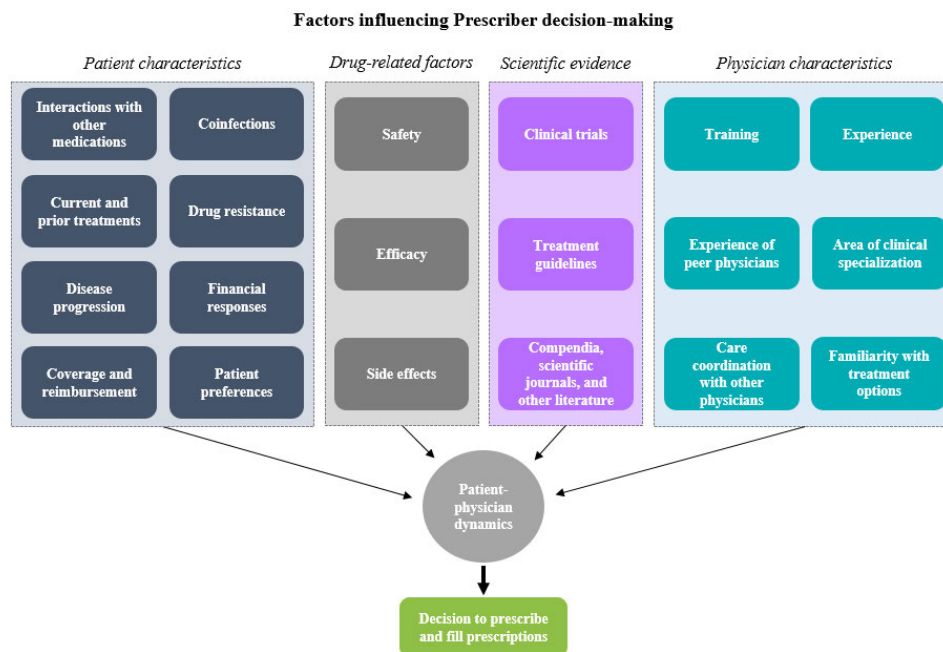 Factors influencing Prescriber decision-making
Patient characteristics
Interactions with
other
medications
Coinfections
Current and
prior treatments
Drug resistance
Disease
progression
Financial
responses
Coverage and
reimbursement
Patient
preferences
Drug-related factors
Safety
Efficacy
Side effects
Scientific evidence
Clinical trials
Treatment
guidelines
Compendia,
scientific
journals, and
other literature
Physician characteristics
Training
Experience
Experience of
peer physicians
Area of clinical
specialization
Care
coordination
with other
physicians
Familiarity with
treatment
options
Patient-
physician
dynamics
Decision to prescribe
and fill prescriptions